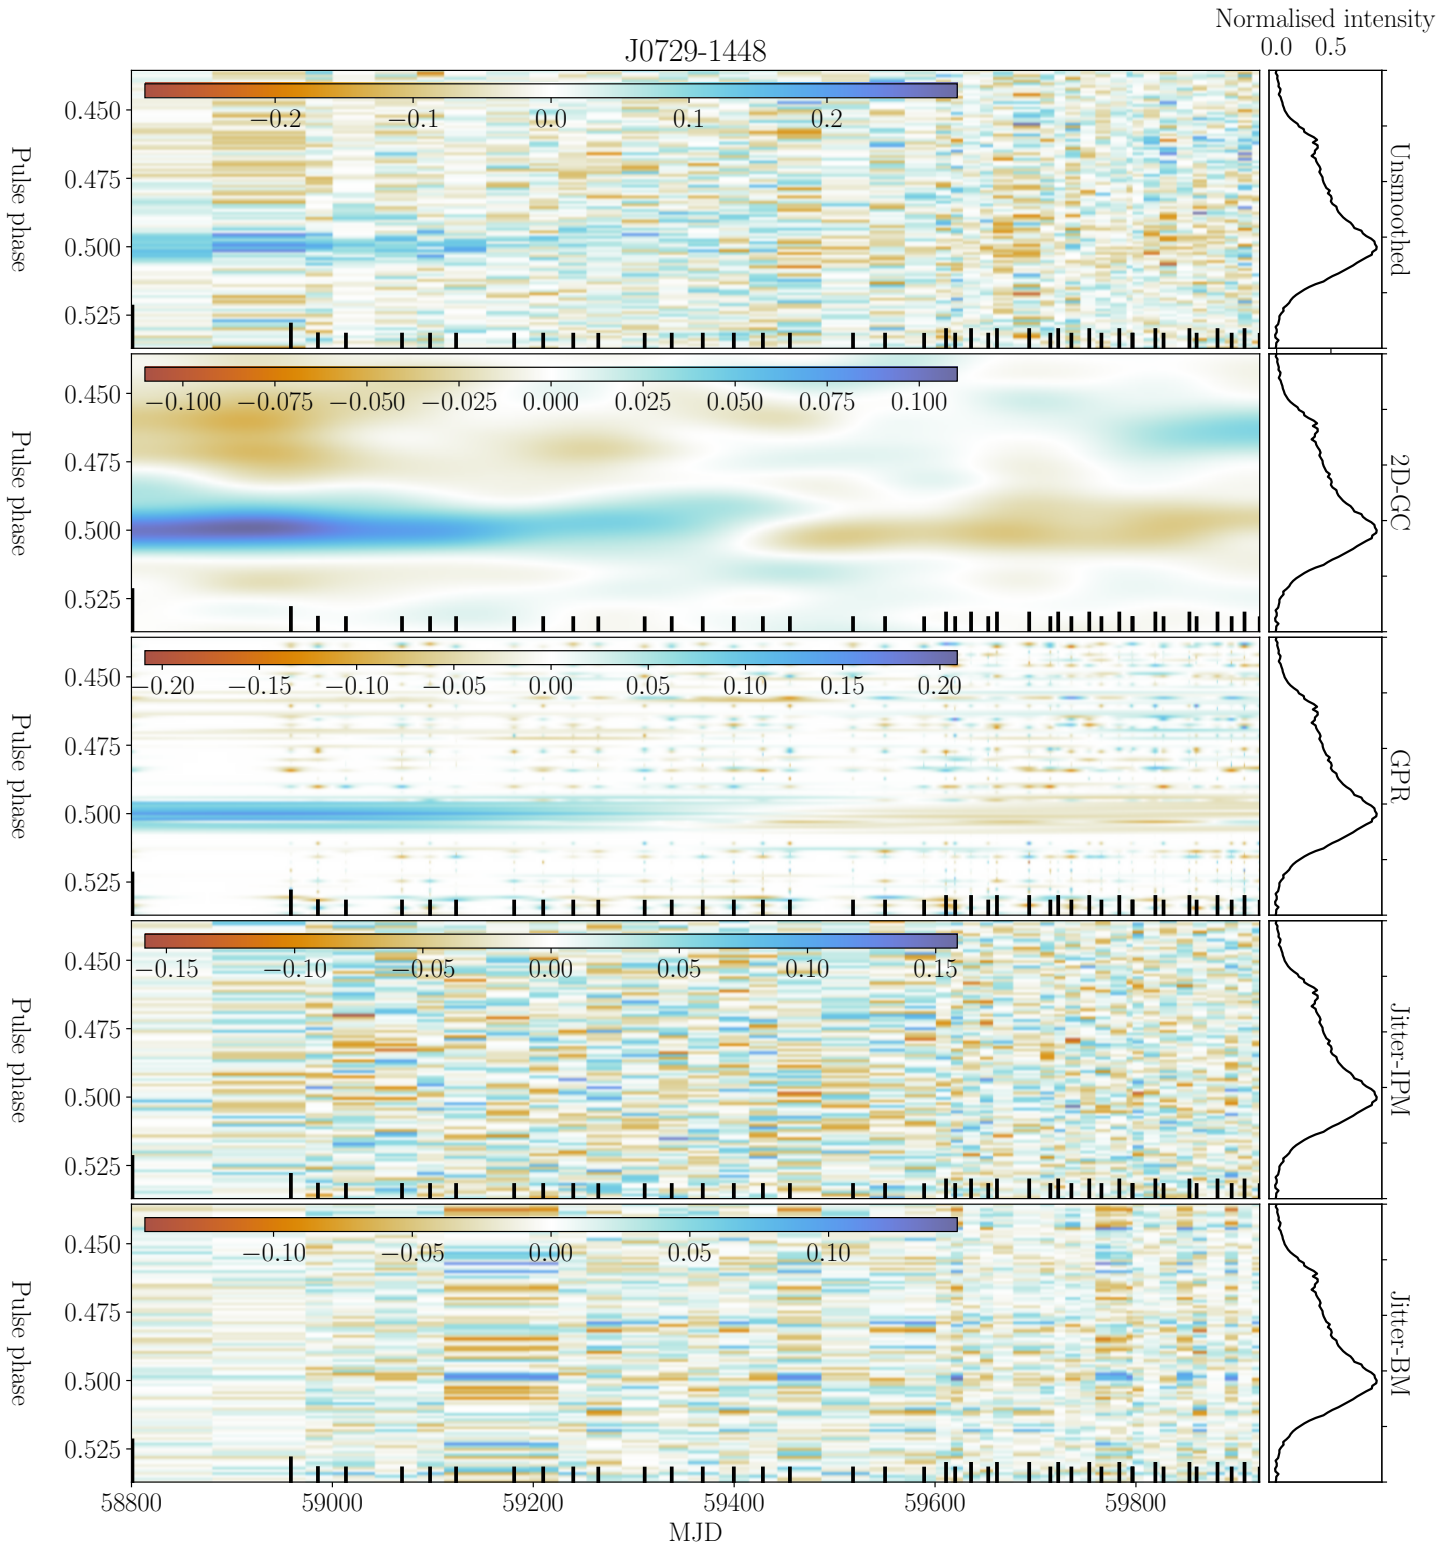 Normalised intensity
0.0 0.5
J0729-1448
−0.2 −0.1 0.0 0.1 0.2
0.450
0.475
0.500
0.525
Pulse phase
Unsmoothed
−0.100 −0.075 −0.050 −0.025 0.000 0.025 0.050 0.075 0.100
0.450
0.475
0.500
0.525
Pulse phase
2D-GC
−0.20 −0.15 −0.10 −0.05 0.00 0.05 0.10 0.15 0.20
0.450
0.475
0.500
0.525
Pulse phase
GPR
−0.15 −0.10 −0.05 0.00 0.05 0.10 0.15
0.450
0.475
0.500
0.525
Pulse phase
Jitter-IPM
−0.10 −0.05 0.00 0.05 0.10
0.450
0.475
0.500
0.525
Pulse phase
Jitter-BM
58800 59000 59200 59400 59600 59800
MJD